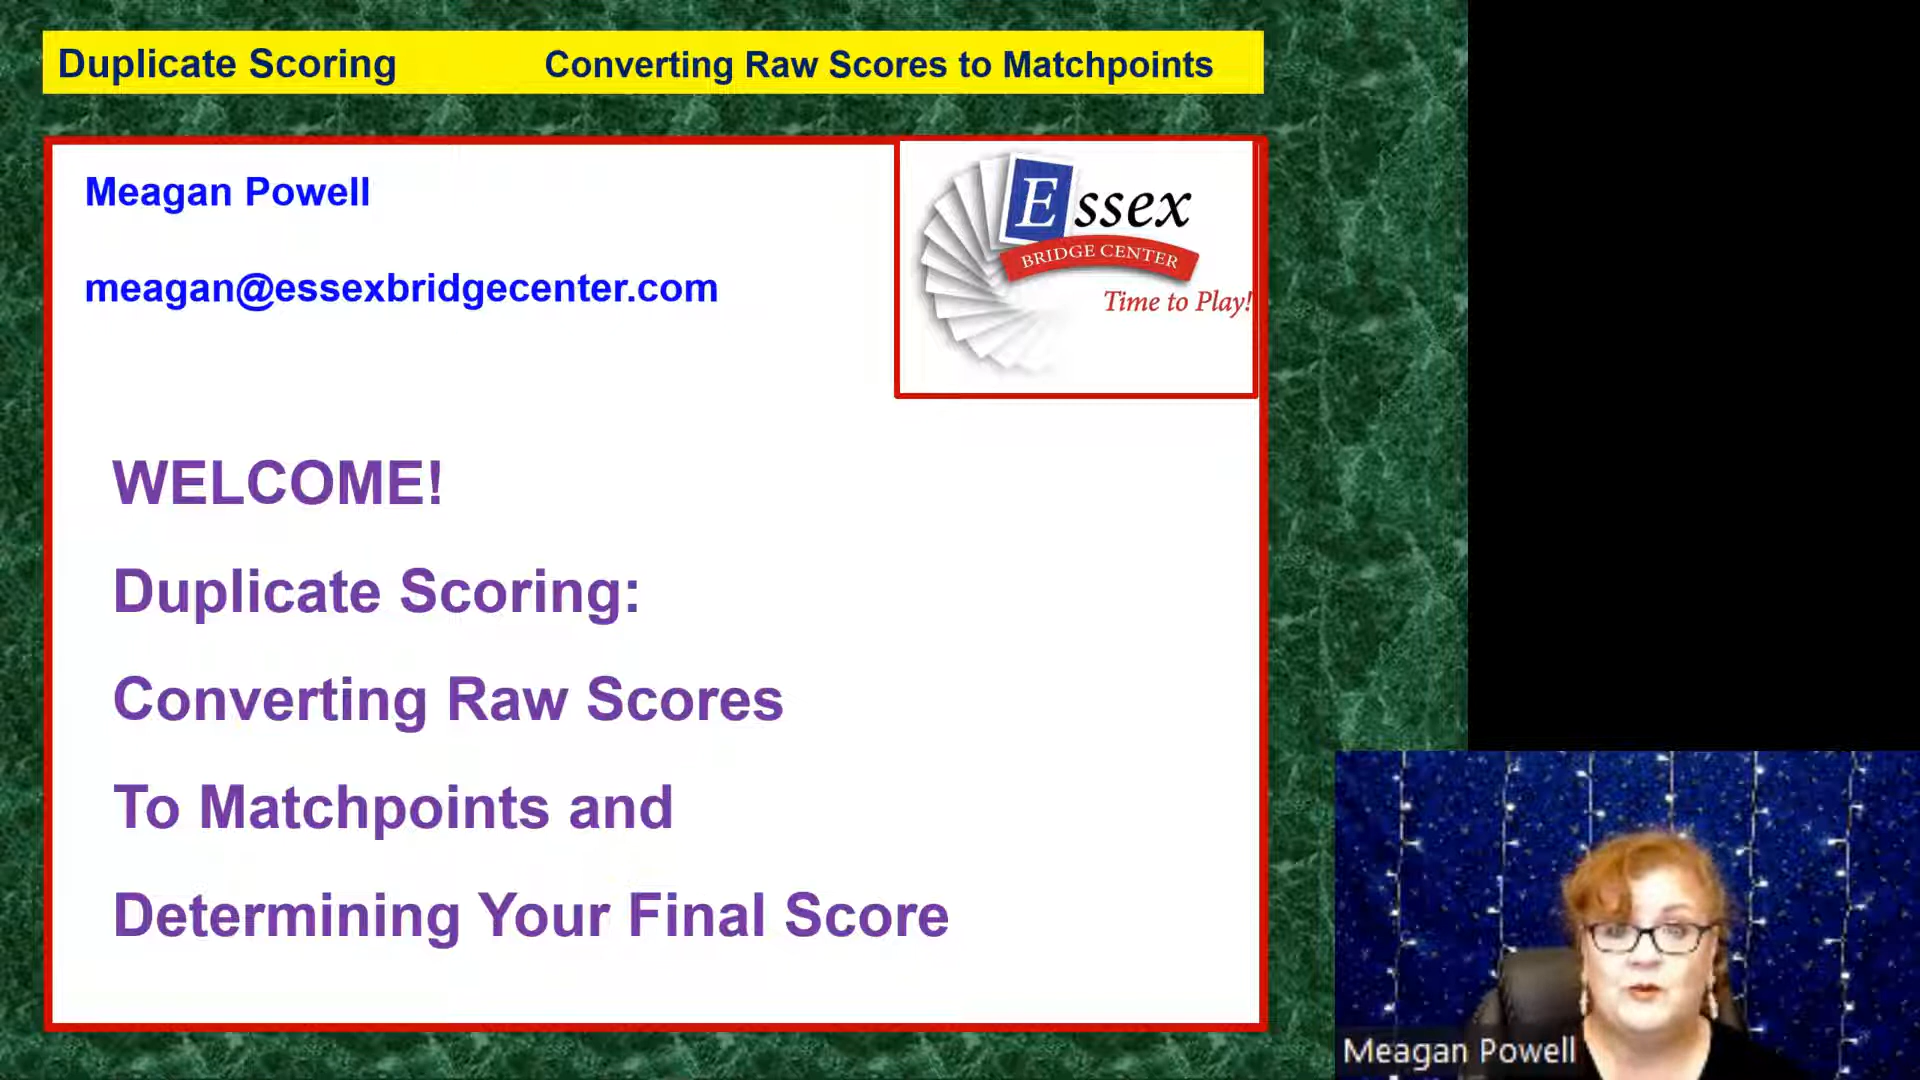 Duplicate Scoring Converting Raw Scores to Matchpoints
Meagan Powell
meagan@essexbridgecenter.com
Essex
BRIDGE CENTER
Time to Play!
WELCOME!
Duplicate Scoring:
Converting Raw Scores
To Matchpoints and
Determining Your Final Score
Meagan Powell